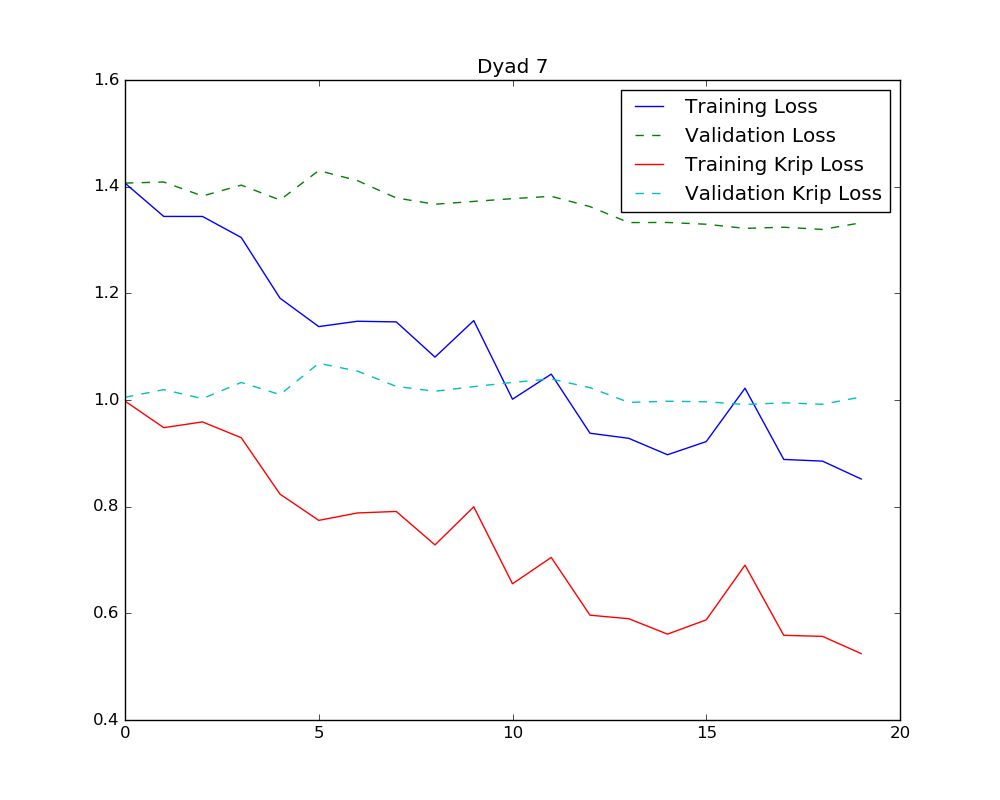 Dyad 7
1.6
1.4
1.2
1.0
0.8
0.6
0.4
0 5 10 15 20
Training Loss
Validation Loss
Training Krip Loss
Validation Krip Loss